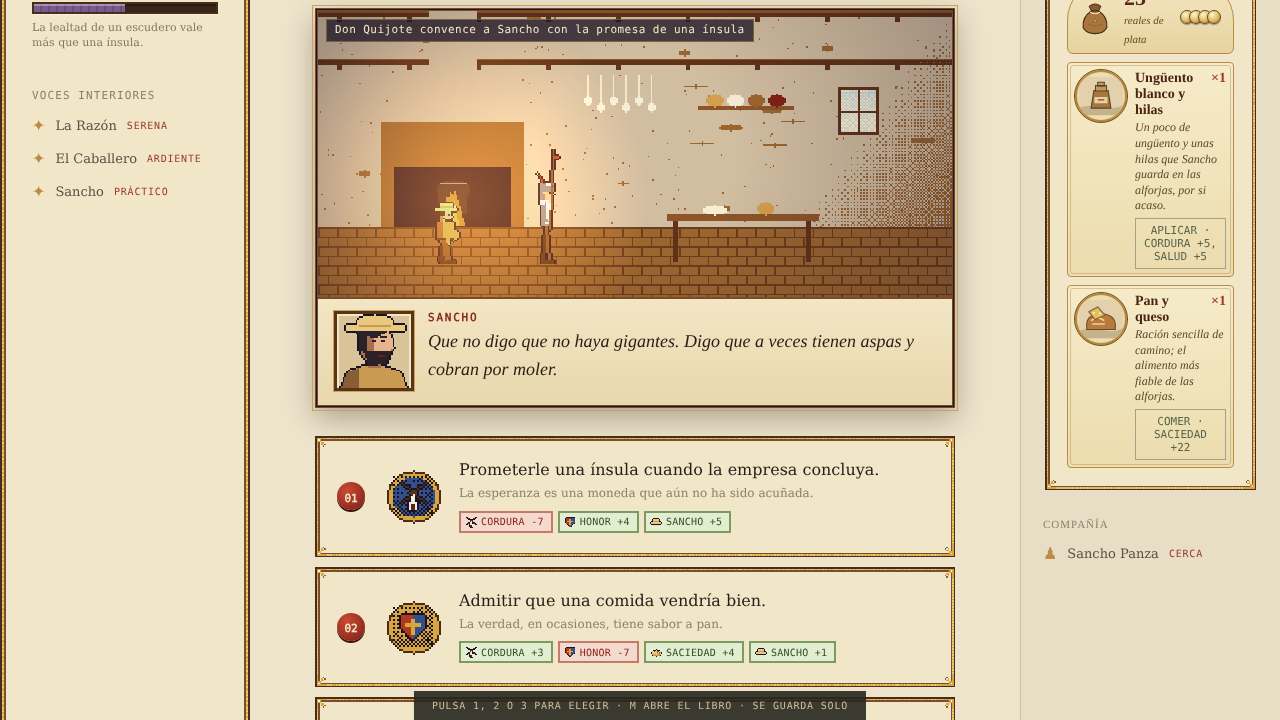 La lealtad de un escudero vale
más que una ínsula.
VOCES INTERIORES
La Razón SERENA
El Caballero ARDIENTE
Sancho PRÁCTICO
Don Quijote convence a Sancho con la promesa de una ínsula
SANCHO
Que no digo que no haya gigantes. Digo que a veces tienen aspas y
cobran por moler.
01
Prometerle una ínsula cuando la empresa concluya.
La esperanza es una moneda que aún no ha sido acuñada.
CORDURA -7 HONOR +4 SANCHO +5
02
Admitir que una comida vendría bien.
La verdad, en ocasiones, tiene sabor a pan.
CORDURA +3 HONOR -7 SACIEDAD +4 SANCHO +1
PULSA 1, 2 O 3 PARA ELEGIR · M ABRE EL LIBRO · SE GUARDA SOLO
reales de
plata
Ungüento ×1
blanco y
hilas
Un poco de
ungüento y unas
hilas que Sancho
guarda en las
alforjas, por si
acaso.
APLICAR ·
CORDURA +5,
SALUD +5
Pan y ×1
queso
Ración sencilla de
camino; el
alimento más
fiable de las
alforjas.
COMER ·
SACIEDAD
+22
COMPAÑÍA
Sancho Panza CERCA